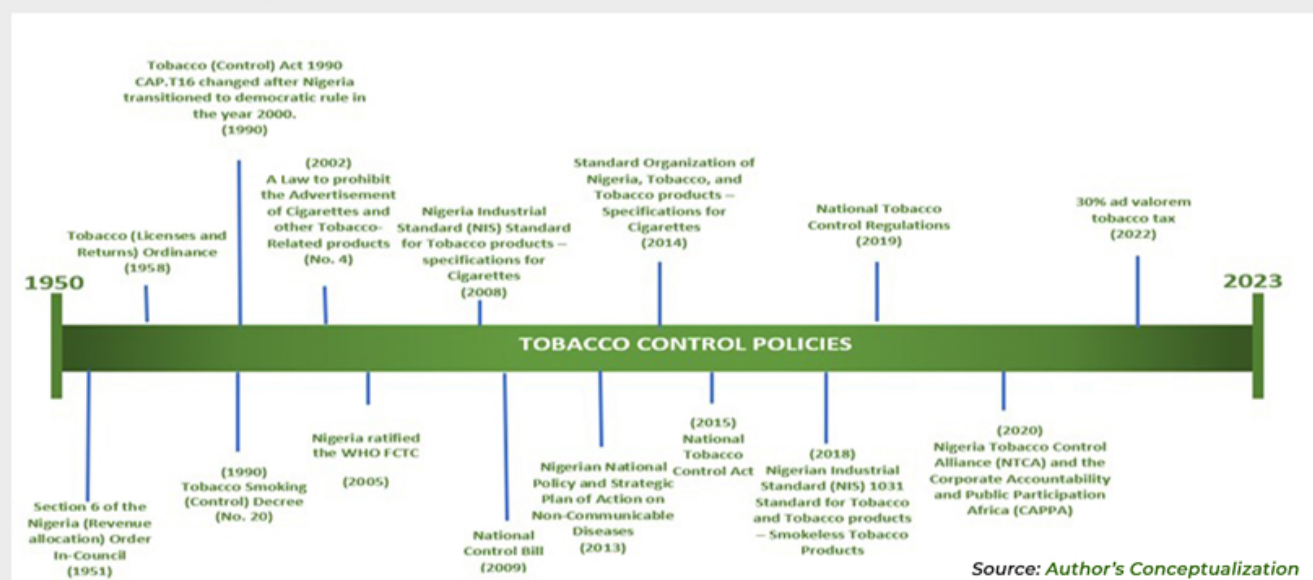 Tobacco (Control) Act 1990
CAP.T16 changed after Nigeria
transitioned to democratic rule in
the year 2000.
(1990)
(2002)
A Law to prohibit
the Advertisement
of Cigarettes and
other Tobacco-
Related products
(No. 4)
Tobacco (Licenses and
Returns) Ordinance
(1958)
Nigeria Industrial
Standard (NIS) Standard
for Tobacco products –
specifications for
Cigarettes
(2008)
Standard Organization of
Nigeria, Tobacco, and
Tobacco products –
Specifications for
Cigarettes
(2014)
National Tobacco
Control Regulations
(2019)
30% ad valorem
tobacco tax
(2022)
1950
2023
TOBACCO CONTROL POLICIES
Section 6 of the
Nigeria (Revenue
allocation) Order
In-Council
(1951)
(1990)
Tobacco Smoking
(Control) Decree
(No. 20)
Nigeria ratified
the WHO FCTC
(2005)
National
Control Bill
(2009)
Nigerian National
Policy and Strategic
Plan of Action on
Non-Communicable
Diseases
(2013)
(2015)
National
Tobacco
Control Act
(2018)
Nigerian Industrial
Standard (NIS) 1031
Standard for Tobacco
and Tobacco products
– Smokeless Tobacco
Products
(2020)
Nigeria Tobacco Control
Alliance (NTCA) and the
Corporate Accountability
and Public Participation
Africa (CAPPA)
Source: Author's Conceptualization